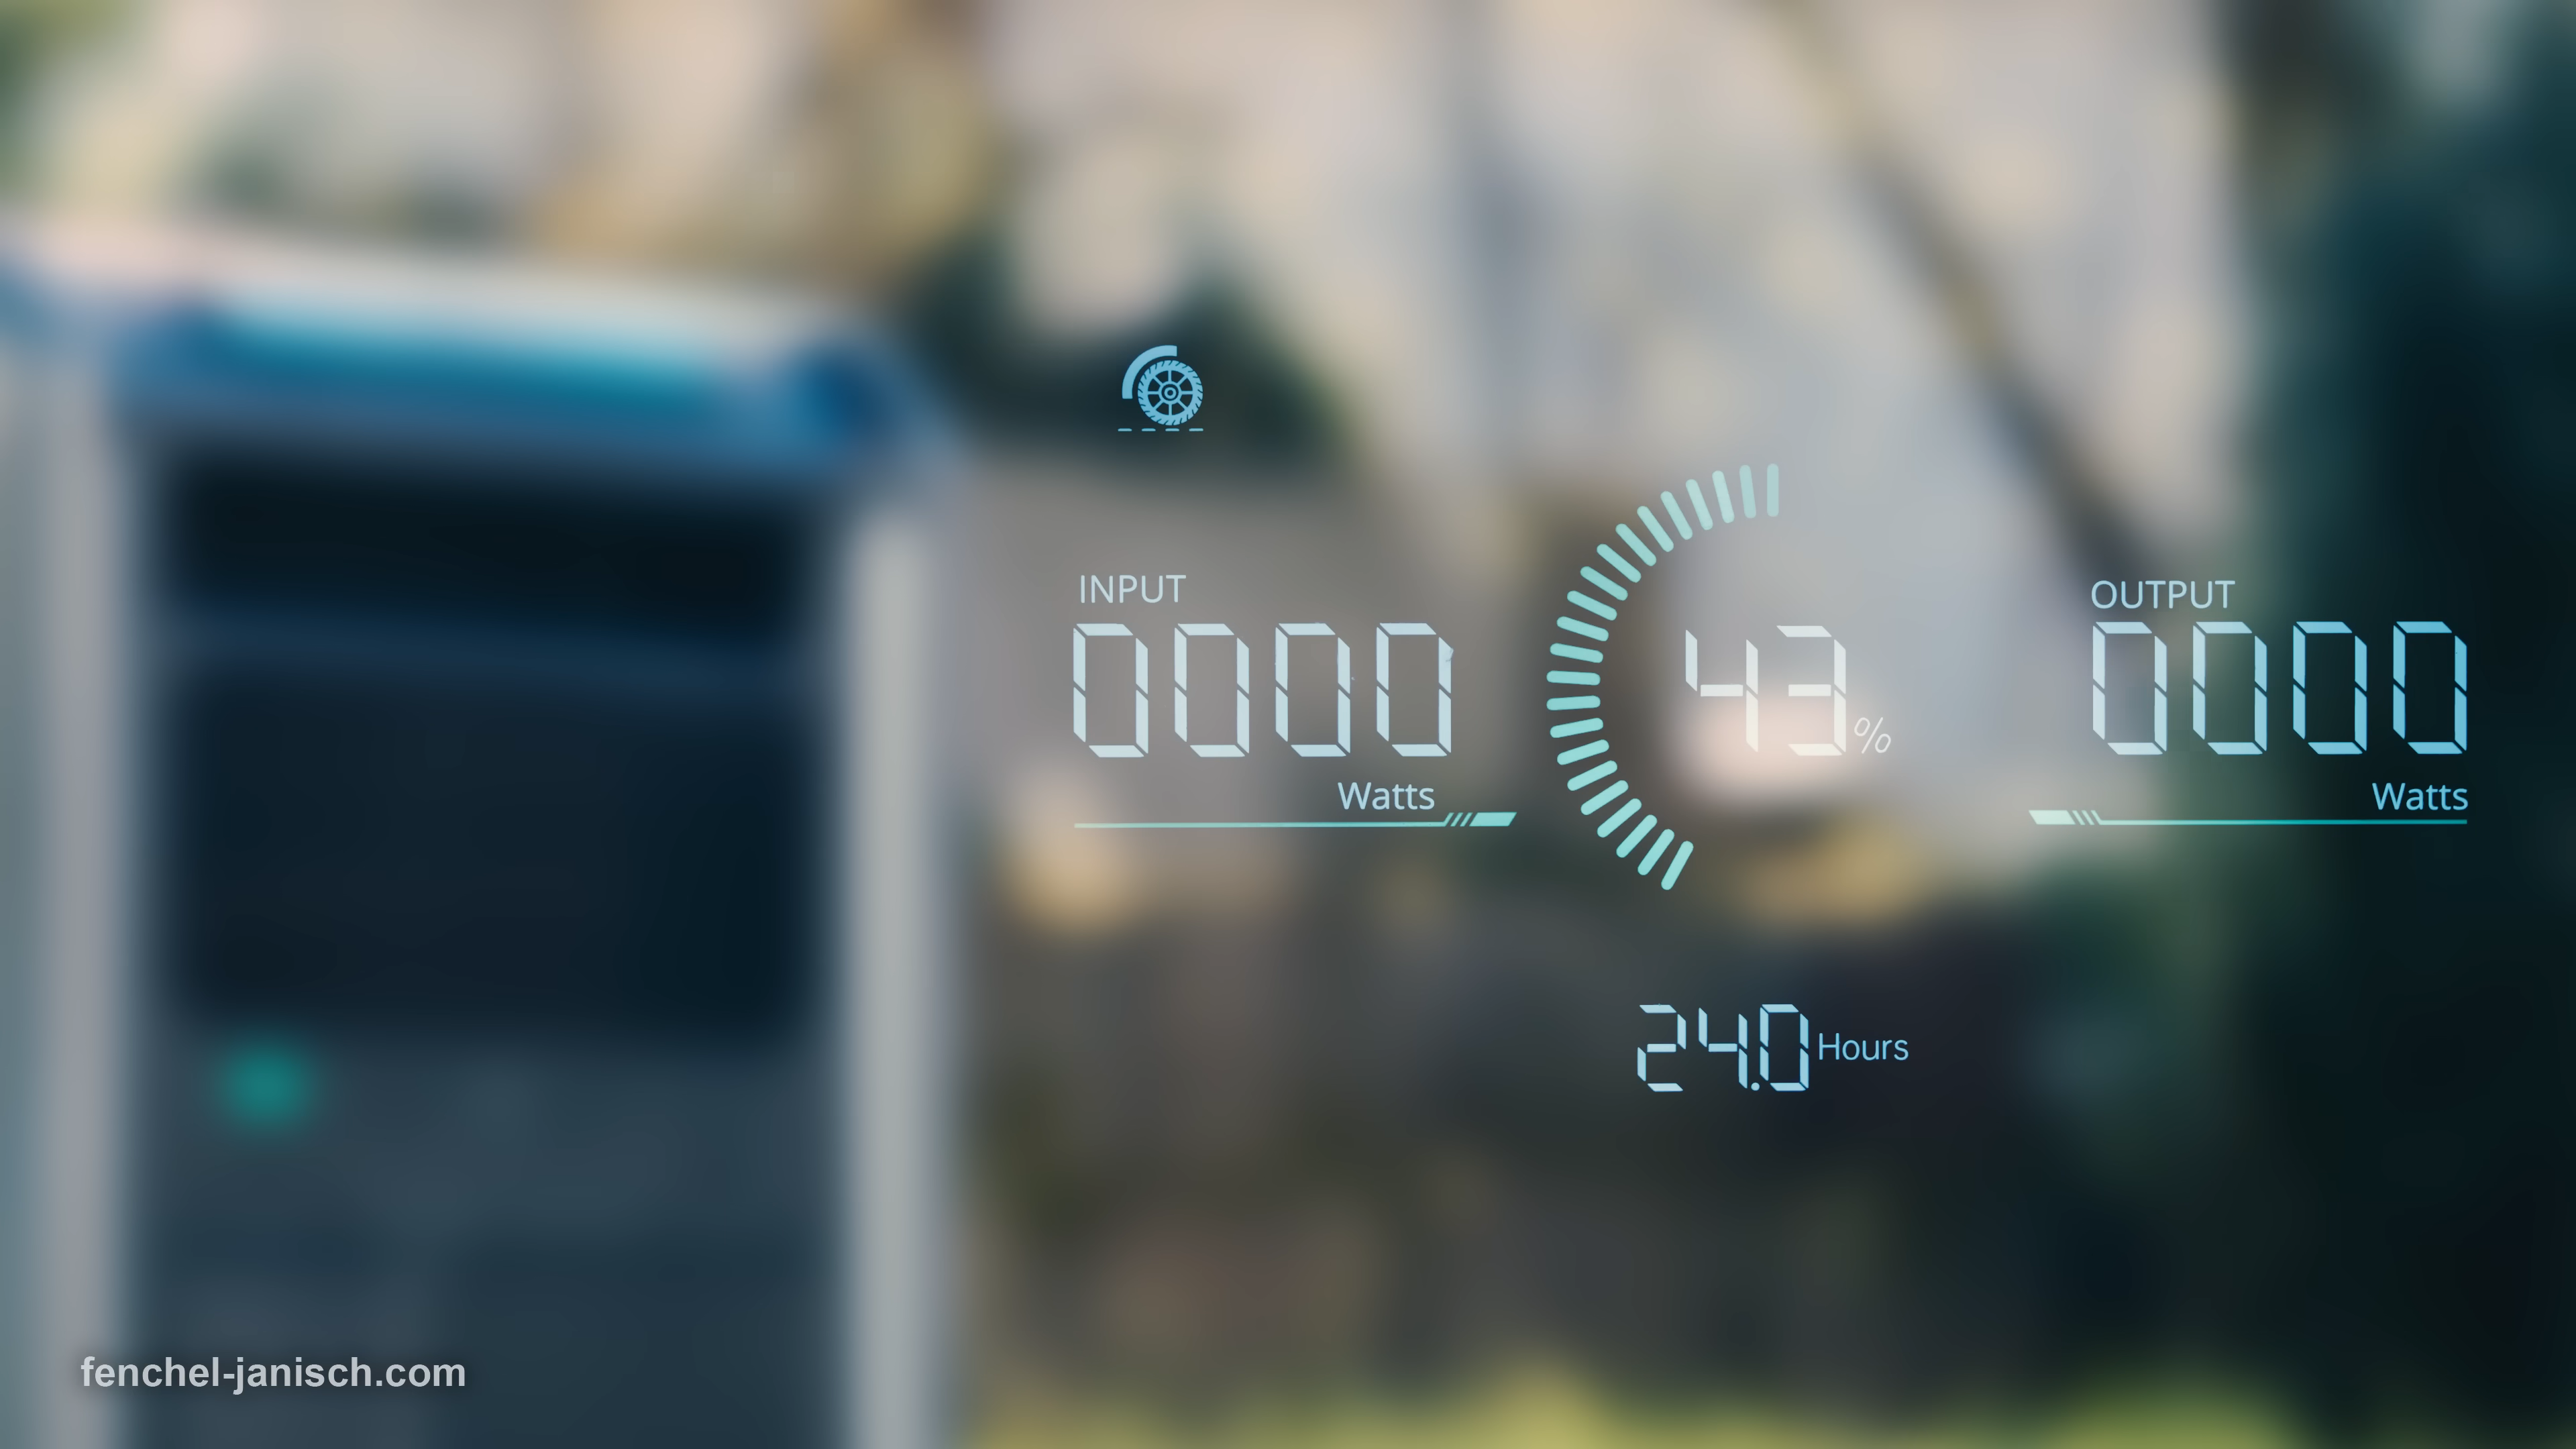 INPUT
0000
Watts
43%
OUTPUT
0000
Watts
24.0 Hours
fenchel-janisch.com